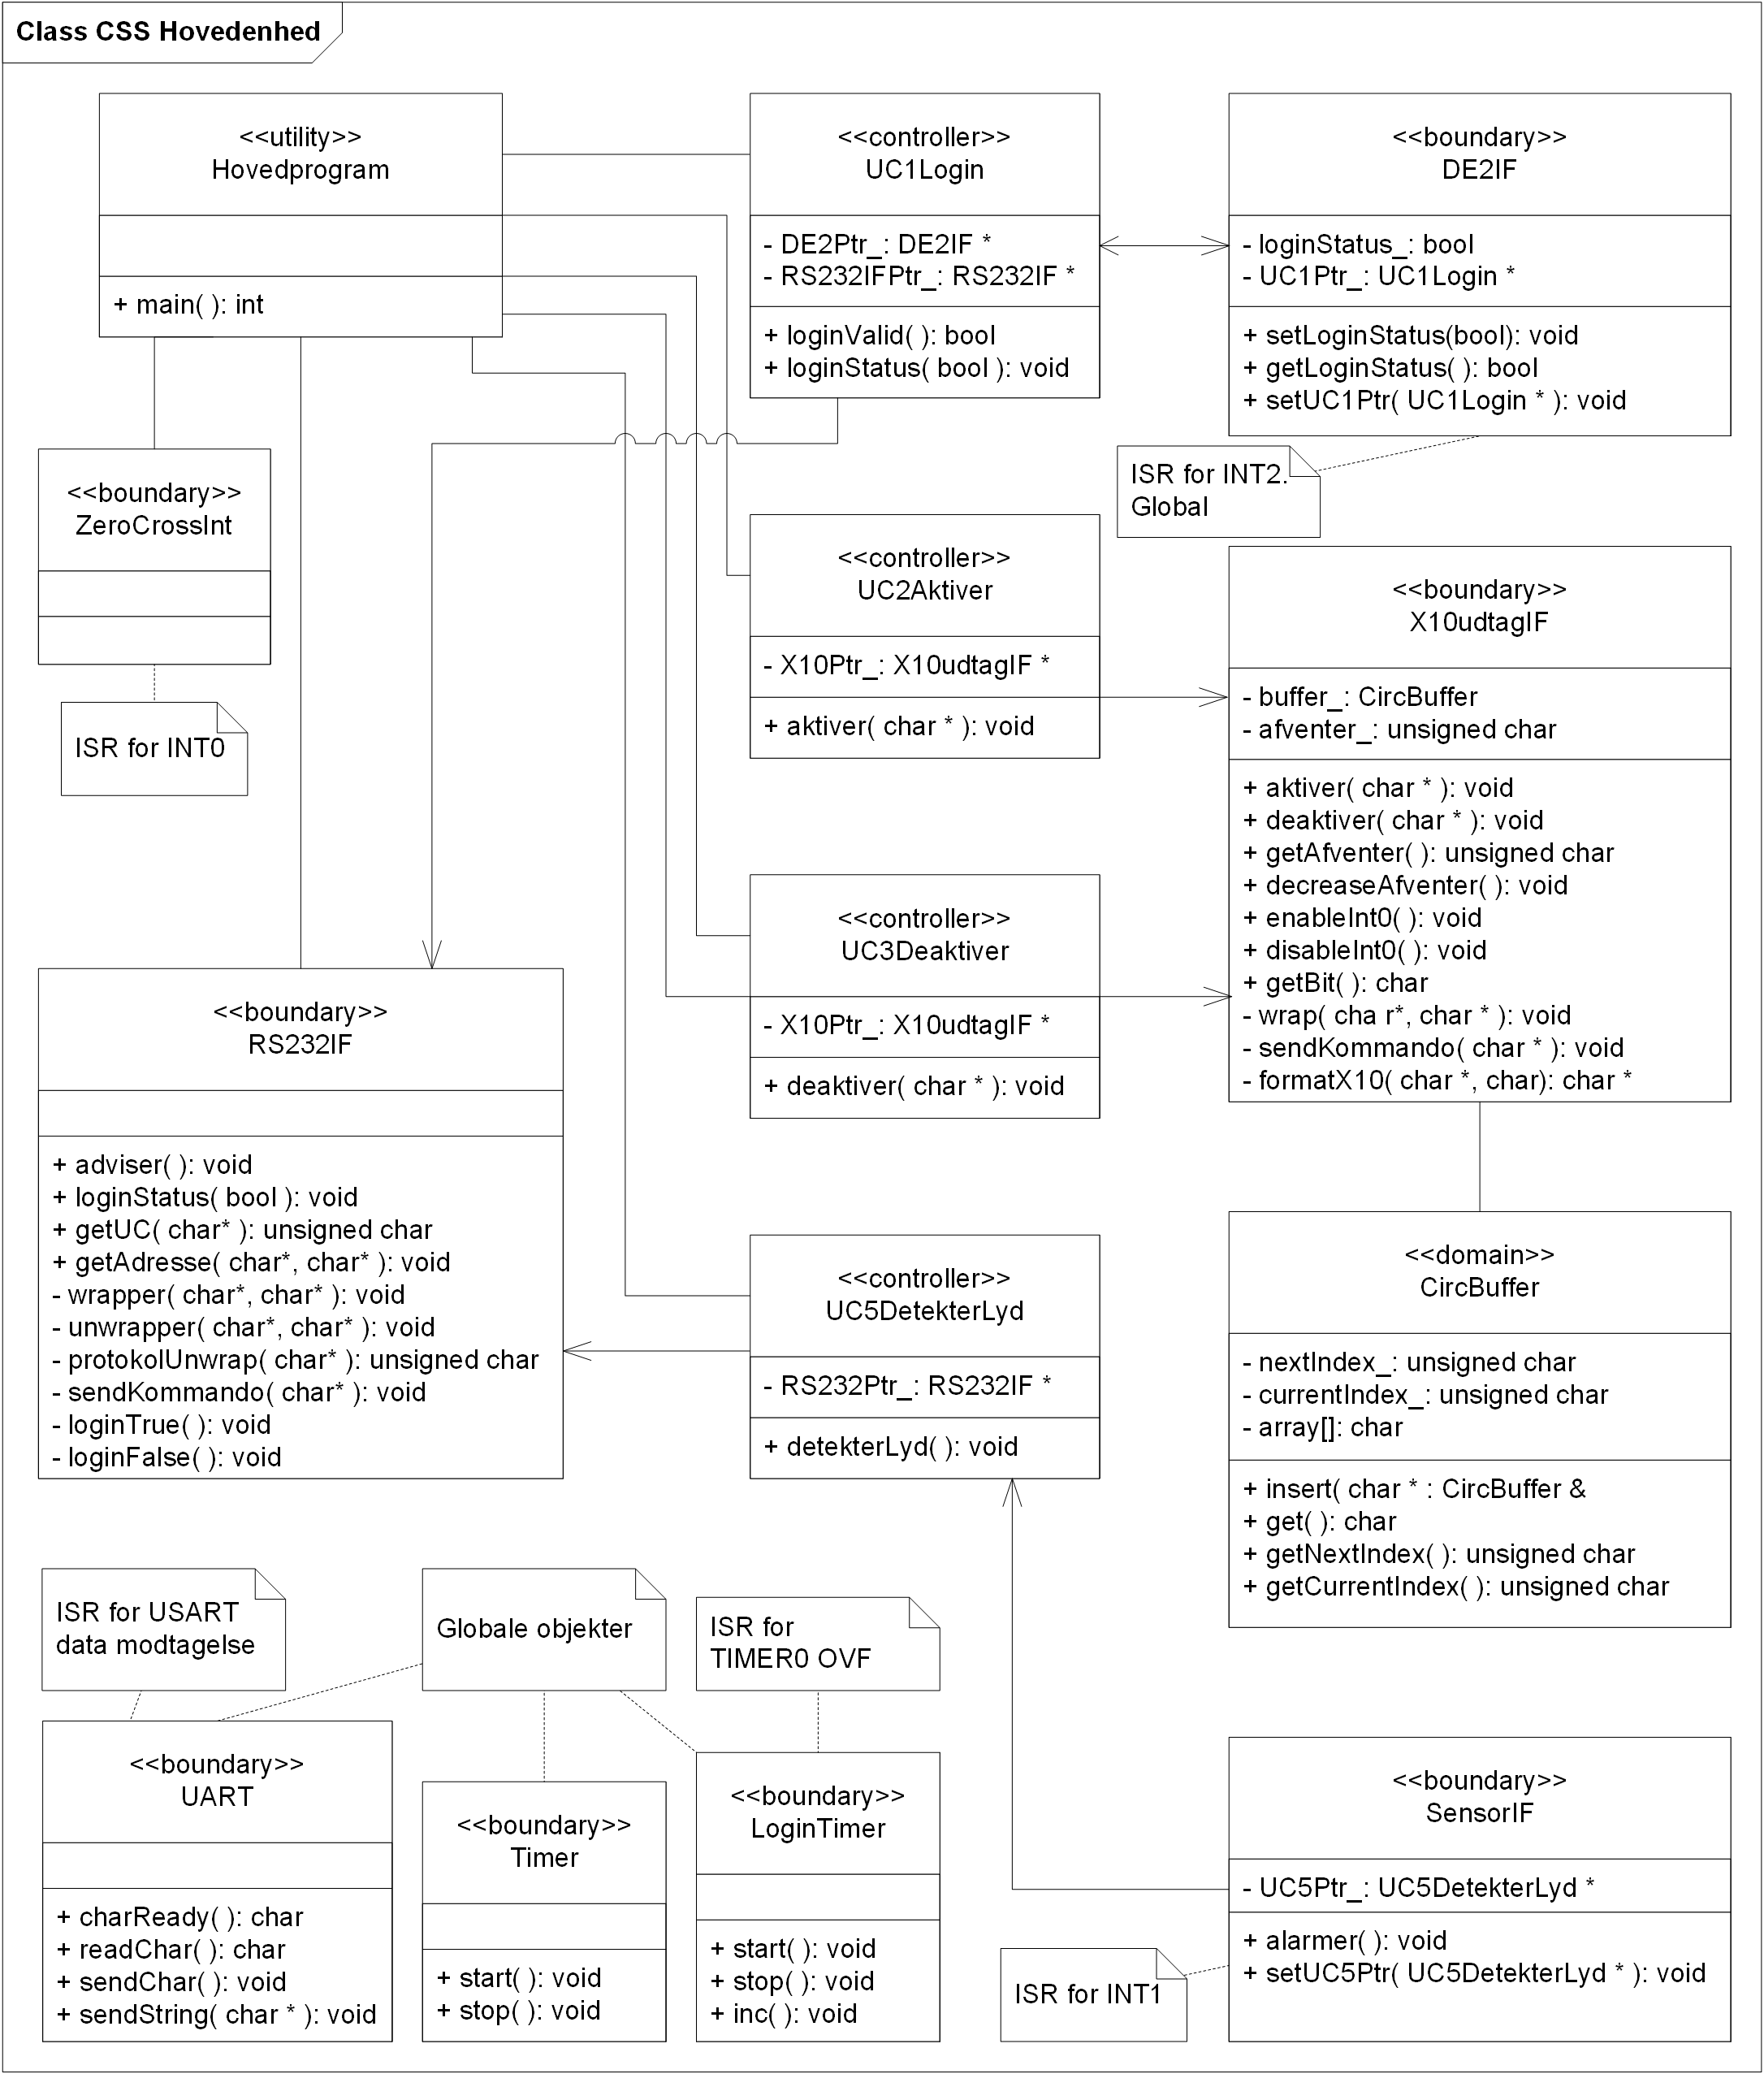 Class CSS Hovedenhed
<<utility>>
Hovedprogram
+ main( ): int
<<controller>>
UC1Login
- DE2Ptr_: DE2IF *
- RS232IFPtr_: RS232IF *
+ loginValid( ): bool
+ loginStatus( bool ): void
<<boundary>>
DE2IF
- loginStatus_: bool
- UC1Ptr_: UC1Login *
+ setLoginStatus(bool): void
+ getLoginStatus( ): bool
+ setUC1Ptr( UC1Login * ): void
ISR for INT2.
Global
<<boundary>>
ZeroCrossInt
ISR for INT0
<<controller>>
UC2Aktiver
- X10Ptr_: X10udtagIF *
+ aktiver( char * ): void
<<boundary>>
X10udtagIF
- buffer_: CircBuffer
- afventer_: unsigned char
+ aktiver( char * ): void
+ deaktiver( char * ): void
+ getAfventer( ): unsigned char
+ decreaseAfventer( ): void
+ enableInt0( ): void
+ disableInt0( ): void
+ getBit( ): char
- wrap( cha r*, char * ): void
- sendKommando( char * ): void
- formatX10( char *, char): char *
<<controller>>
UC3Deaktiver
- X10Ptr_: X10udtagIF *
+ deaktiver( char * ): void
<<boundary>>
RS232IF
+ adviser( ): void
+ loginStatus( bool ): void
+ getUC( char* ): unsigned char
+ getAdresse( char*, char* ): void
- wrapper( char*, char* ): void
- unwrapper( char*, char* ): void
- protokolUnwrap( char* ): unsigned char
- sendKommando( char* ): void
- loginTrue( ): void
- loginFalse( ): void
<<controller>>
UC5DetekterLyd
- RS232Ptr_: RS232IF *
+ detekterLyd( ): void
<<domain>>
CircBuffer
- nextIndex_: unsigned char
- currentIndex_: unsigned char
- array[]: char
+ insert( char * : CircBuffer &
+ get( ): char
+ getNextIndex( ): unsigned char
+ getCurrentIndex( ): unsigned char
ISR for USART
data modtagelse
Globale objekter
ISR for
TIMER0 OVF
<<boundary>>
UART
+ charReady( ): char
+ readChar( ): char
+ sendChar( ): void
+ sendString( char * ): void
<<boundary>>
Timer
+ start( ): void
+ stop( ): void
<<boundary>>
LoginTimer
+ start( ): void
+ stop( ): void
+ inc( ): void
<<boundary>>
SensorIF
- UC5Ptr_: UC5DetekterLyd *
+ alarmer( ): void
+ setUC5Ptr( UC5DetekterLyd * ): void
ISR for INT1